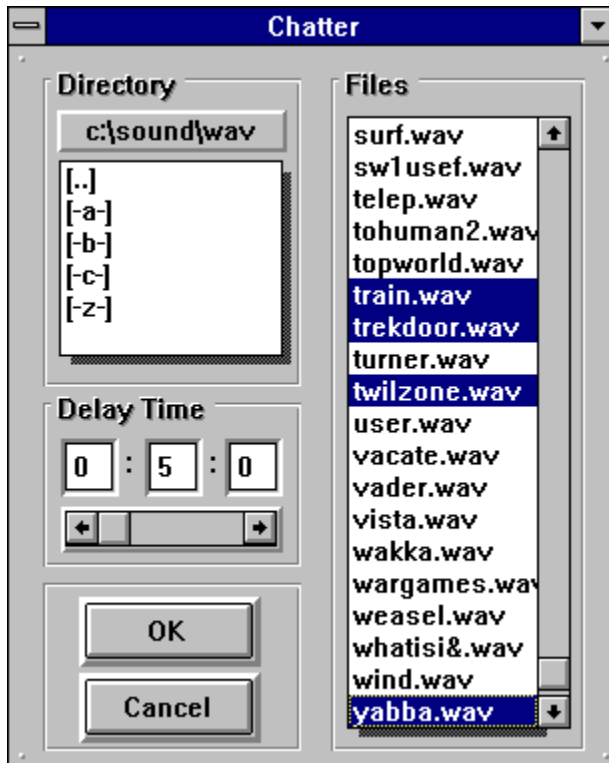 Chatter
Directory
c:\sound\wav
[..]
[-a-]
[-b-]
[-c-]
[-z-]
Delay Time
0 : 5 : 0
OK
Cancel
Files
surf.wav
sw1usef.wav
telep.wav
tohuman2.wav
topworld.wav
train.wav
trekdoor.wav
turner.wav
twilzone.wav
user.wav
vacate.wav
vader.wav
vista.wav
wakka.wav
wargames.wav
weasel.wav
whatisi&.wav
wind.wav
yabba.wav